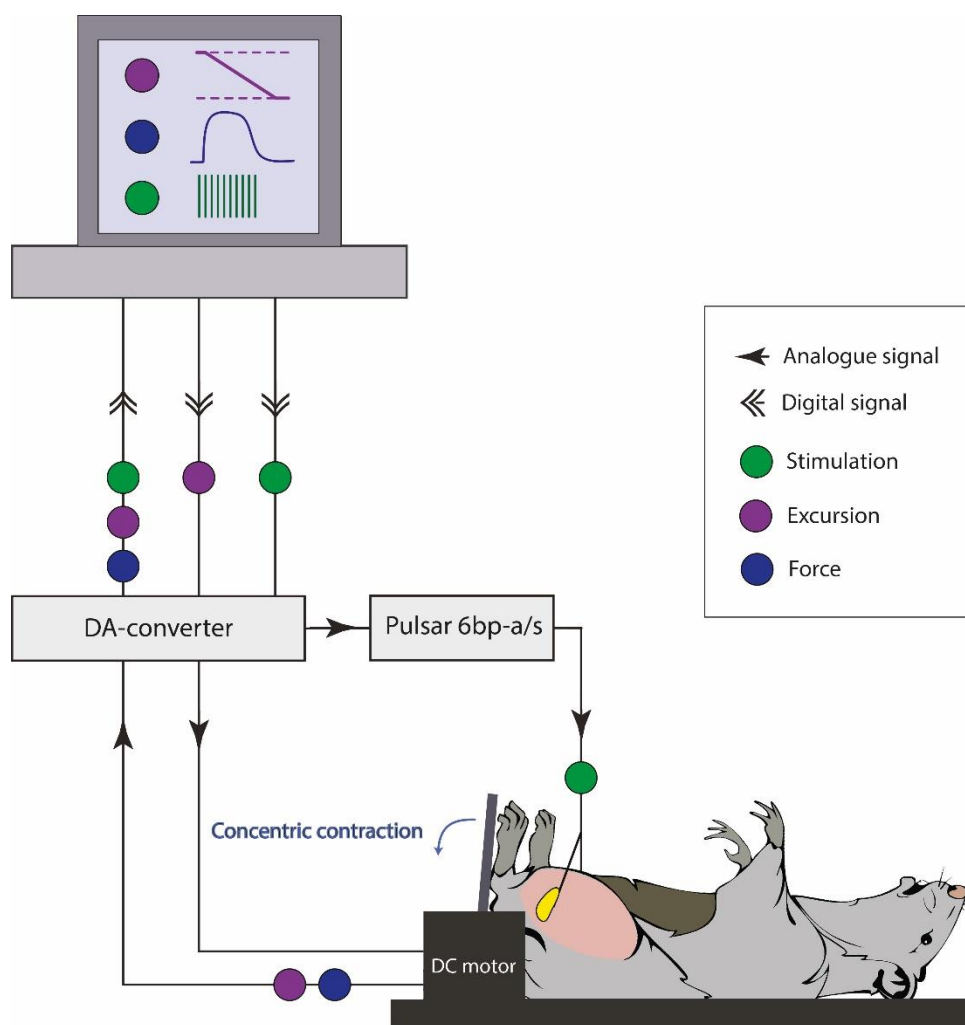 Analogue signal
Digital signal
Stimulation
Excursion
Force
DA-converter
Pulsar 6bp-a/s
Concentric contraction
DC motor